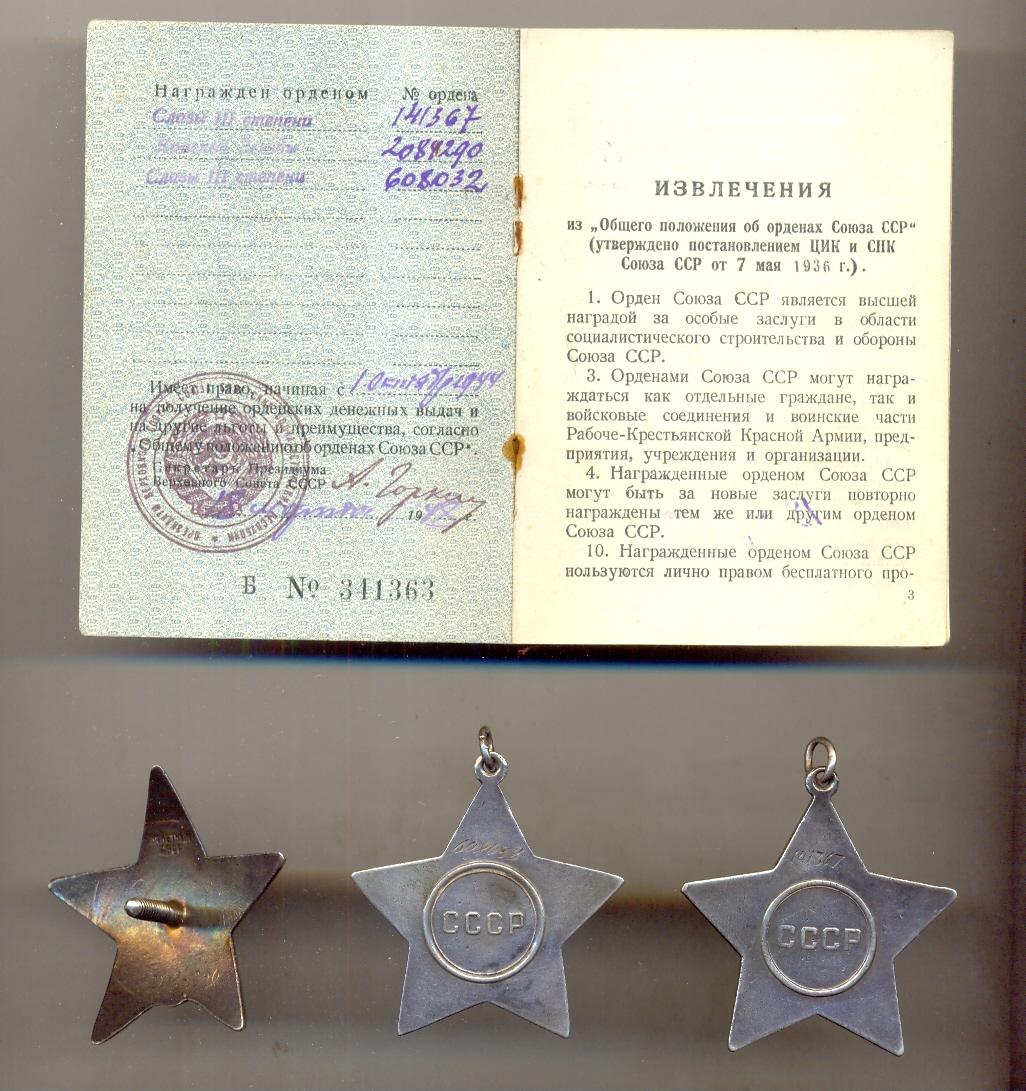 Награжден орденом № ордена
Славы III степени 141367
Красной Звезды 2084290
Славы III степени 608032
Имеет право, начиная с 1 октября 1944
на получение орденских денежных выдач и
на другие льготы и преимущества, согласно
„Общему положению об орденах Союза ССР“.
Секретарь Президиума
Верховного Совета СССР А. Горкин
19 г.
Б № 341363
ИЗВЛЕЧЕНИЯ
из „Общего положения об орденах Союза ССР“
(утверждено постановлением ЦИК и СНК
Союза ССР от 7 мая 1936 г.).
1. Орден Союза ССР является высшей
наградой за особые заслуги в области
социалистического строительства и обороны
Союза ССР.
3. Орденами Союза ССР могут награ-
ждаться как отдельные граждане, так и
войсковые соединения и воинские части
Рабоче-Крестьянской Красной Армии, пред-
приятия, учреждения и организации.
4. Награжденные орденом Союза ССР
могут быть за новые заслуги повторно
награждены тем же или другим орденом
Союза ССР.
10. Награжденные орденом Союза ССР
пользуются лично правом бесплатного про-
3
СССР
141367
СССР